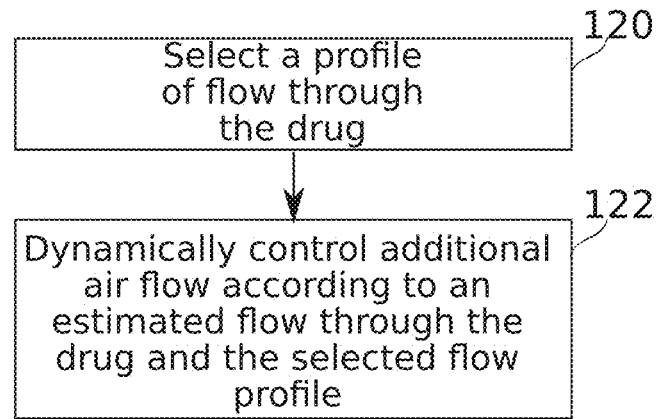 120
Select a profile
of flow through
the drug
122
Dynamically control additional
air flow according to an
estimated flow through the
drug and the selected flow
profile